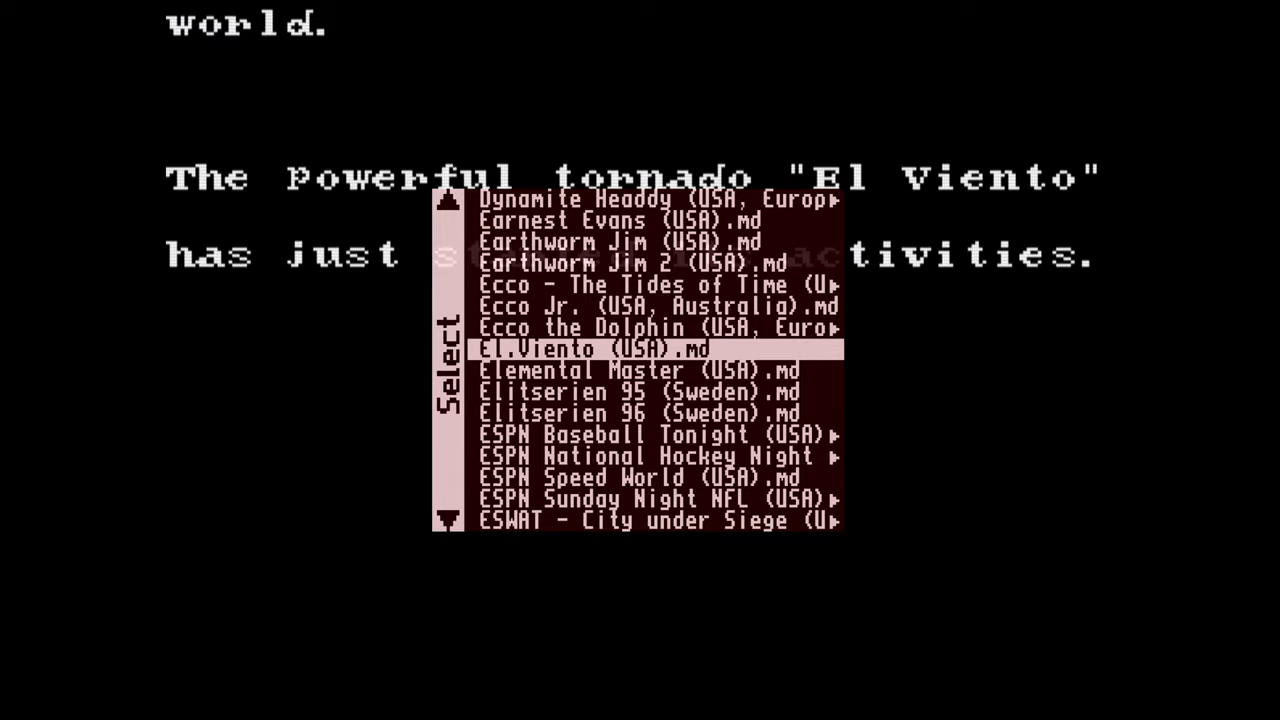 world.
The Powerful tornado "El Viento"
has just s activities.
Select
Dynamite Headdy (USA, Europ
Earnest Evans (USA).md
Earthworm Jim (USA).md
Earthworm Jim 2 (USA).md
Ecco - The Tides of Time (U
Ecco Jr. (USA, Australia).md
Ecco the Dolphin (USA, Euro
El.Viento (USA).md
Elemental Master (USA).md
Elitserien 95 (Sweden).md
Elitserien 96 (Sweden).md
ESPN Baseball Tonight (USA)
ESPN National Hockey Night
ESPN Speed World (USA).md
ESPN Sunday Night NFL (USA)
ESWAT - City under Siege (U